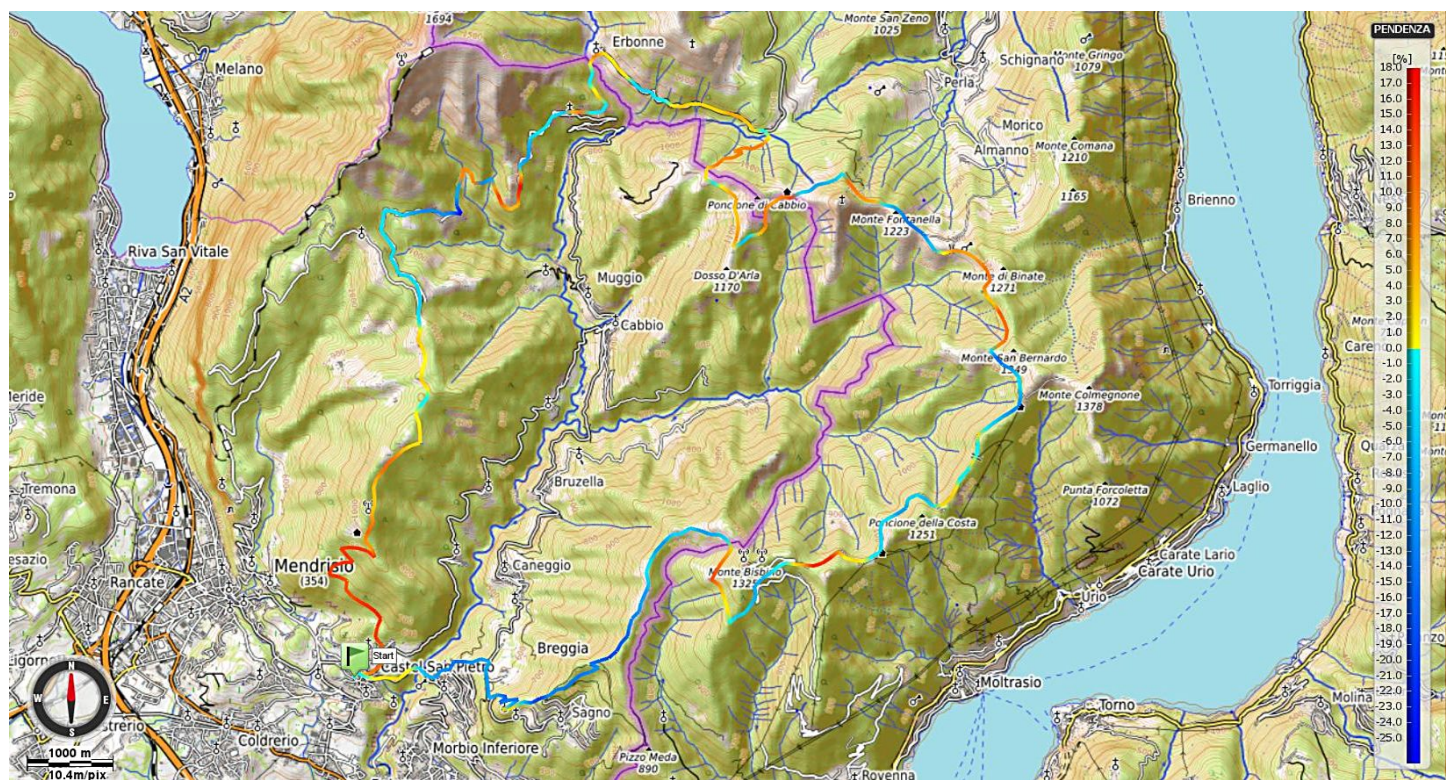 1694
Erbonne
Monte San Zeno
1025
Schignano
Monte Gringo
1079
PENDENZA
[%]
Melano
Perla
Morico
Almanno
Monte Comana
1210
1165
Brienno
Poncione di Cabbio
Monte Fontanella
1223
Riva San Vitale
A2
Muggio
Dosso D'Arla
1170
Monte di Binate
1271
Cabbio
Monte San Bernardo
1349
Monte Colmegnone
1378
Torriggia
Germanello
Laglio
Bruzella
Punta Forcoletta
1072
Tremona
Poncione della Costa
1251
Mendrisio
(354)
Rancate
Caneggio
Monte Bisbino
1325
Carate Lario
Carate Urio
Urio
Breggia
Start
Castel San Pietro
Sagno
Moltrasio
Torno
Molina
Coldrerio
Morbio Inferiore
Pizzo Meda
890
Rovenna
N
W
E
S
1000 m
10.4m/pix
18.0
17.0
16.0
15.0
14.0
13.0
12.0
11.0
10.0
9.0
8.0
7.0
6.0
5.0
4.0
3.0
2.0
1.0
0.0
-1.0
-2.0
-3.0
-4.0
-5.0
-6.0
-7.0
-8.0
-9.0
-10.0
-11.0
-12.0
-13.0
-14.0
-15.0
-16.0
-17.0
-18.0
-19.0
-20.0
-21.0
-22.0
-23.0
-24.0
-25.0